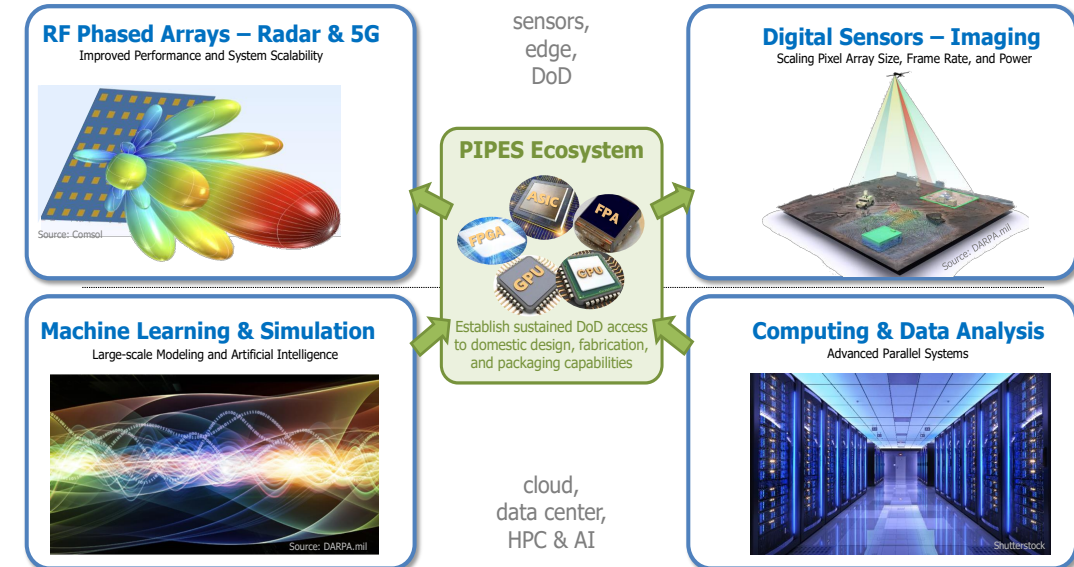 RF Phased Arrays – Radar & 5G
Improved Performance and System Scalability
Source: Comsol
sensors,
edge,
DoD
Digital Sensors – Imaging
Scaling Pixel Array Size, Frame Rate, and Power
Source: DARPA.mil
PIPES Ecosystem
ASIC
FPA
FPGA
GPU
CPU
Establish sustained DoD access
to domestic design, fabrication,
and packaging capabilities
Machine Learning & Simulation
Large-scale Modeling and Artificial Intelligence
Source: DARPA.mil
cloud,
data center,
HPC & AI
Computing & Data Analysis
Advanced Parallel Systems
Shutterstock